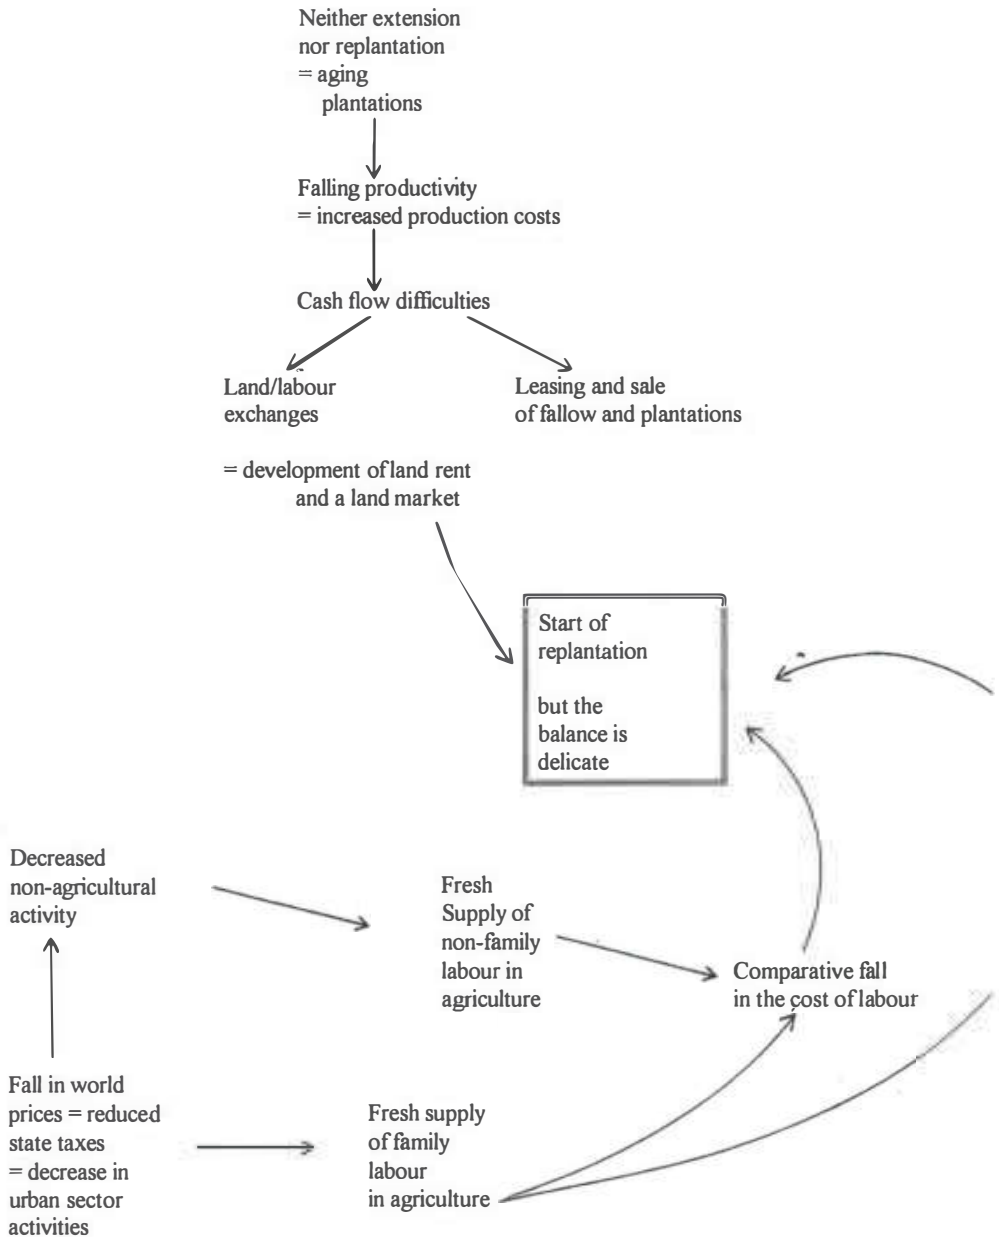 Neither extension
nor replantation
= aging
plantations
Falling productivity
= increased production costs
Cash flow difficulties
Land/labour
exchanges
Leasing and sale
of fallow and plantations
= development of land rent
and a land market
Start of
replantation
but the
balance is
delicate
Decreased
non-agricultural
activity
Fresh
Supply of
non-family
labour in
agriculture
Comparative fall
in the cost of labour
Fall in world
prices = reduced
state taxes
= decrease in
urban sector
activities
Fresh supply
of family
labour
in agriculture